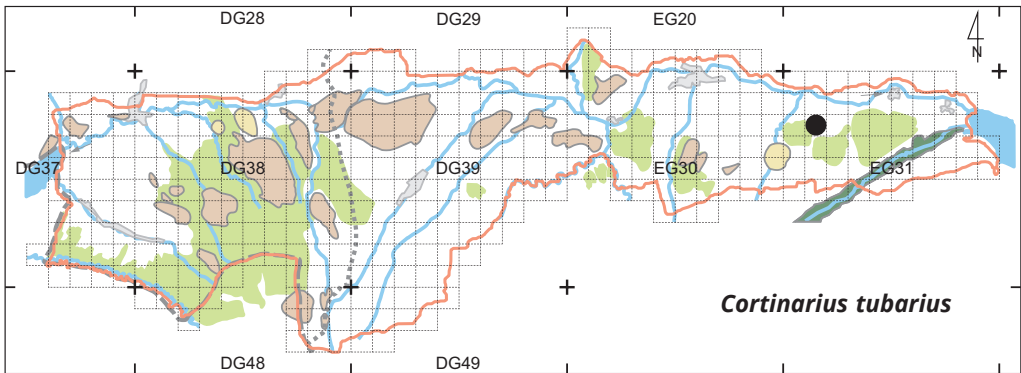 DG28 DG29 EG20
N
DG37 DG38 DG39 EG30 EG31
Cortinarius tubarius
DG48 DG49